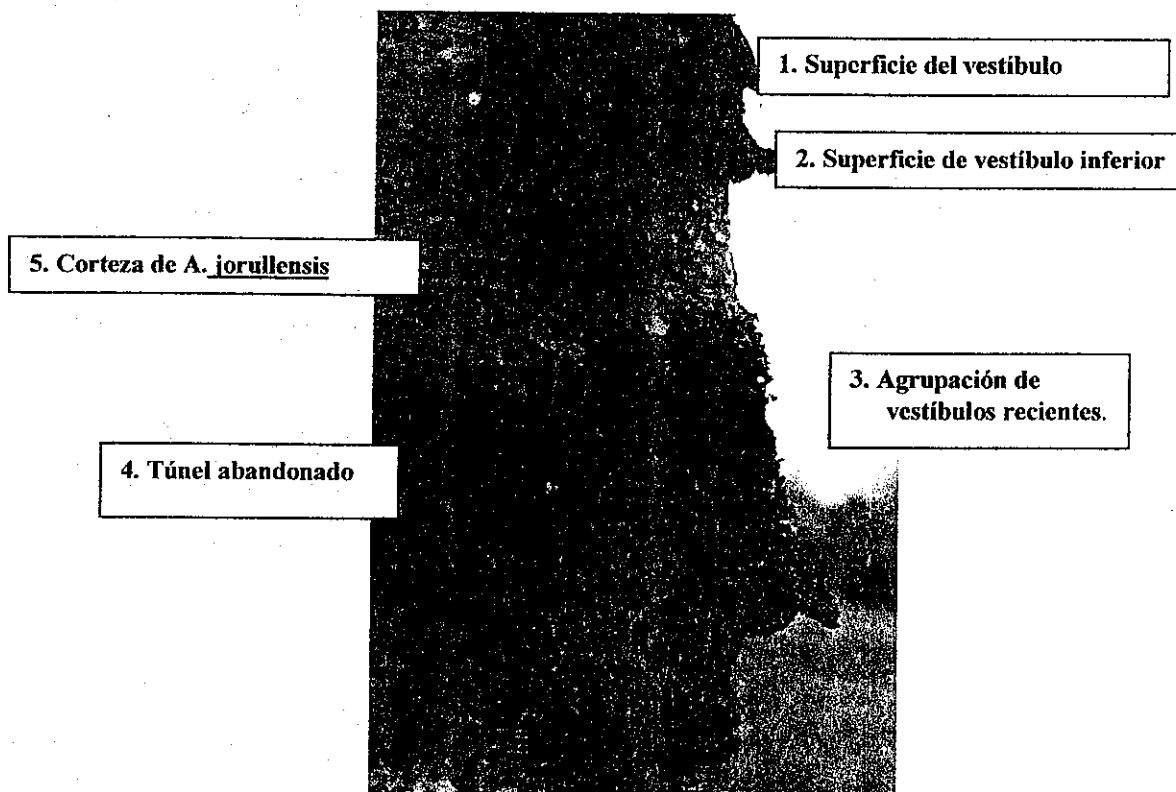 1. Superficie del vestíbulo
2. Superficie de vestíbulo inferior
5. Corteza de A. jorullensis
3. Agrupación de
vestíbulos recientes.
4. Túnel abandonado